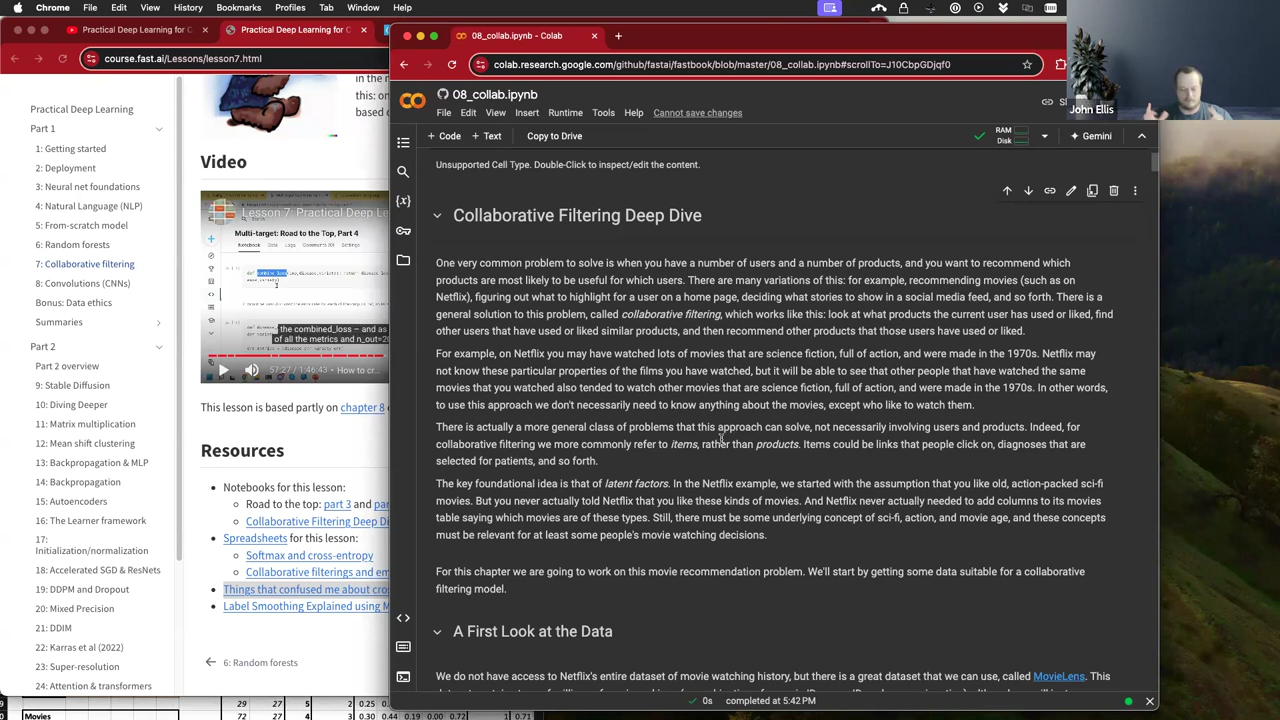 Chrome File Edit View History Bookmarks Profiles Tab Window Help
Practical Deep Learning for C
Practical Deep Learning for C
course.fast.ai/Lessons/lesson7.html
Practical Deep Learning
Part 1
1: Getting started
2: Deployment
3: Neural net foundations
4: Natural Language (NLP)
5: From-scratch model
6: Random forests
7: Collaborative filtering
8: Convolutions (CNNs)
Bonus: Data ethics
Summaries
Part 2
Part 2 overview
9: Stable Diffusion
10: Diving Deeper
11: Matrix multiplication
12: Mean shift clustering
13: Backpropagation & MLP
14: Backpropagation
15: Autoencoders
16: The Learner framework
17:
Initialization/normalization
18: Accelerated SGD & ResNets
19: DDPM and Dropout
20: Mixed Precision
21: DDIM
22: Karras et al (2022)
23: Super-resolution
24: Attention & transformers
in the m
this: on
based o
Video
Lesson 7: Practical Deep Le
Multi-target: Road to the Top, Part 4
the combined_loss – and as
of all the metrics and n_out=20
57:27 / 1:46:43 • How to cr
This lesson is based partly on chapter 8
Resources
Notebooks for this lesson:
Road to the top: part 3 and par
Collaborative Filtering Deep Di
Spreadsheets for this lesson:
Softmax and cross-entropy
Collaborative filterings and em
Things that confused me about cros
Label Smoothing Explained using M
6: Random forests
Movies
29 27 5
72 27 4
08_collab.ipynb - Colab
colab.research.google.com/github/fastai/fastbook/blob/master/08_collab.ipynb#scrollTo=J10CbpGDjqf0
08_collab.ipynb
File Edit View Insert Runtime Tools Help Cannot save changes
+ Code + Text Copy to Drive
RAM
Disk
Gemini
John Ellis
Unsupported Cell Type. Double-Click to inspect/edit the content.
Collaborative Filtering Deep Dive
One very common problem to solve is when you have a number of users and a number of products, and you want to recommend which
products are most likely to be useful for which users. There are many variations of this: for example, recommending movies (such as on
Netflix), figuring out what to highlight for a user on a home page, deciding what stories to show in a social media feed, and so forth. There is a
general solution to this problem, called collaborative filtering, which works like this: look at what products the current user has used or liked, find
other users that have used or liked similar products, and then recommend other products that those users have used or liked.
For example, on Netflix you may have watched lots of movies that are science fiction, full of action, and were made in the 1970s. Netflix may
not know these particular properties of the films you have watched, but it will be able to see that other people that have watched the same
movies that you watched also tended to watch other movies that are science fiction, full of action, and were made in the 1970s. In other words,
to use this approach we don't necessarily need to know anything about the movies, except who like to watch them.
There is actually a more general class of problems that this approach can solve, not necessarily involving users and products. Indeed, for
collaborative filtering we more commonly refer to items, rather than products. Items could be links that people click on, diagnoses that are
selected for patients, and so forth.
The key foundational idea is that of latent factors. In the Netflix example, we started with the assumption that you like old, action-packed sci-fi
movies. But you never actually told Netflix that you like these kinds of movies. And Netflix never actually needed to add columns to its movies
table saying which movies are of these types. Still, there must be some underlying concept of sci-fi, action, and movie age, and these concepts
must be relevant for at least some people's movie watching decisions.
For this chapter we are going to work on this movie recommendation problem. We'll start by getting some data suitable for a collaborative
filtering model.
A First Look at the Data
We do not have access to Netflix's entire dataset of movie watching history, but there is a great dataset that we can use, called MovieLens. This
0s completed at 5:42 PM